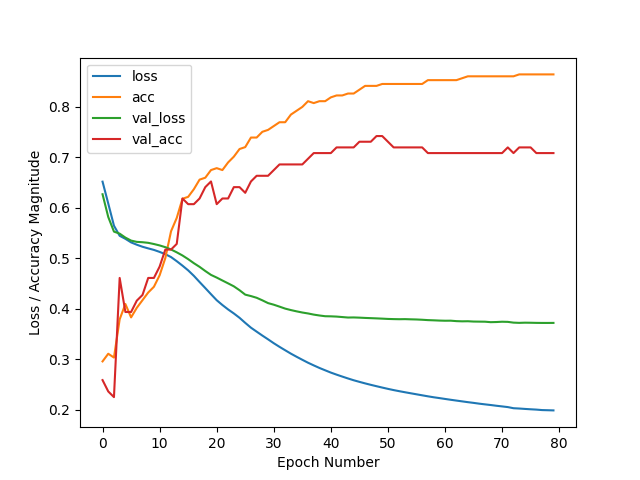 loss
acc
val_loss
val_acc
Loss / Accuracy Magnitude
0.8
0.7
0.6
0.5
0.4
0.3
0.2
0 10 20 30 40 50 60 70 80
Epoch Number